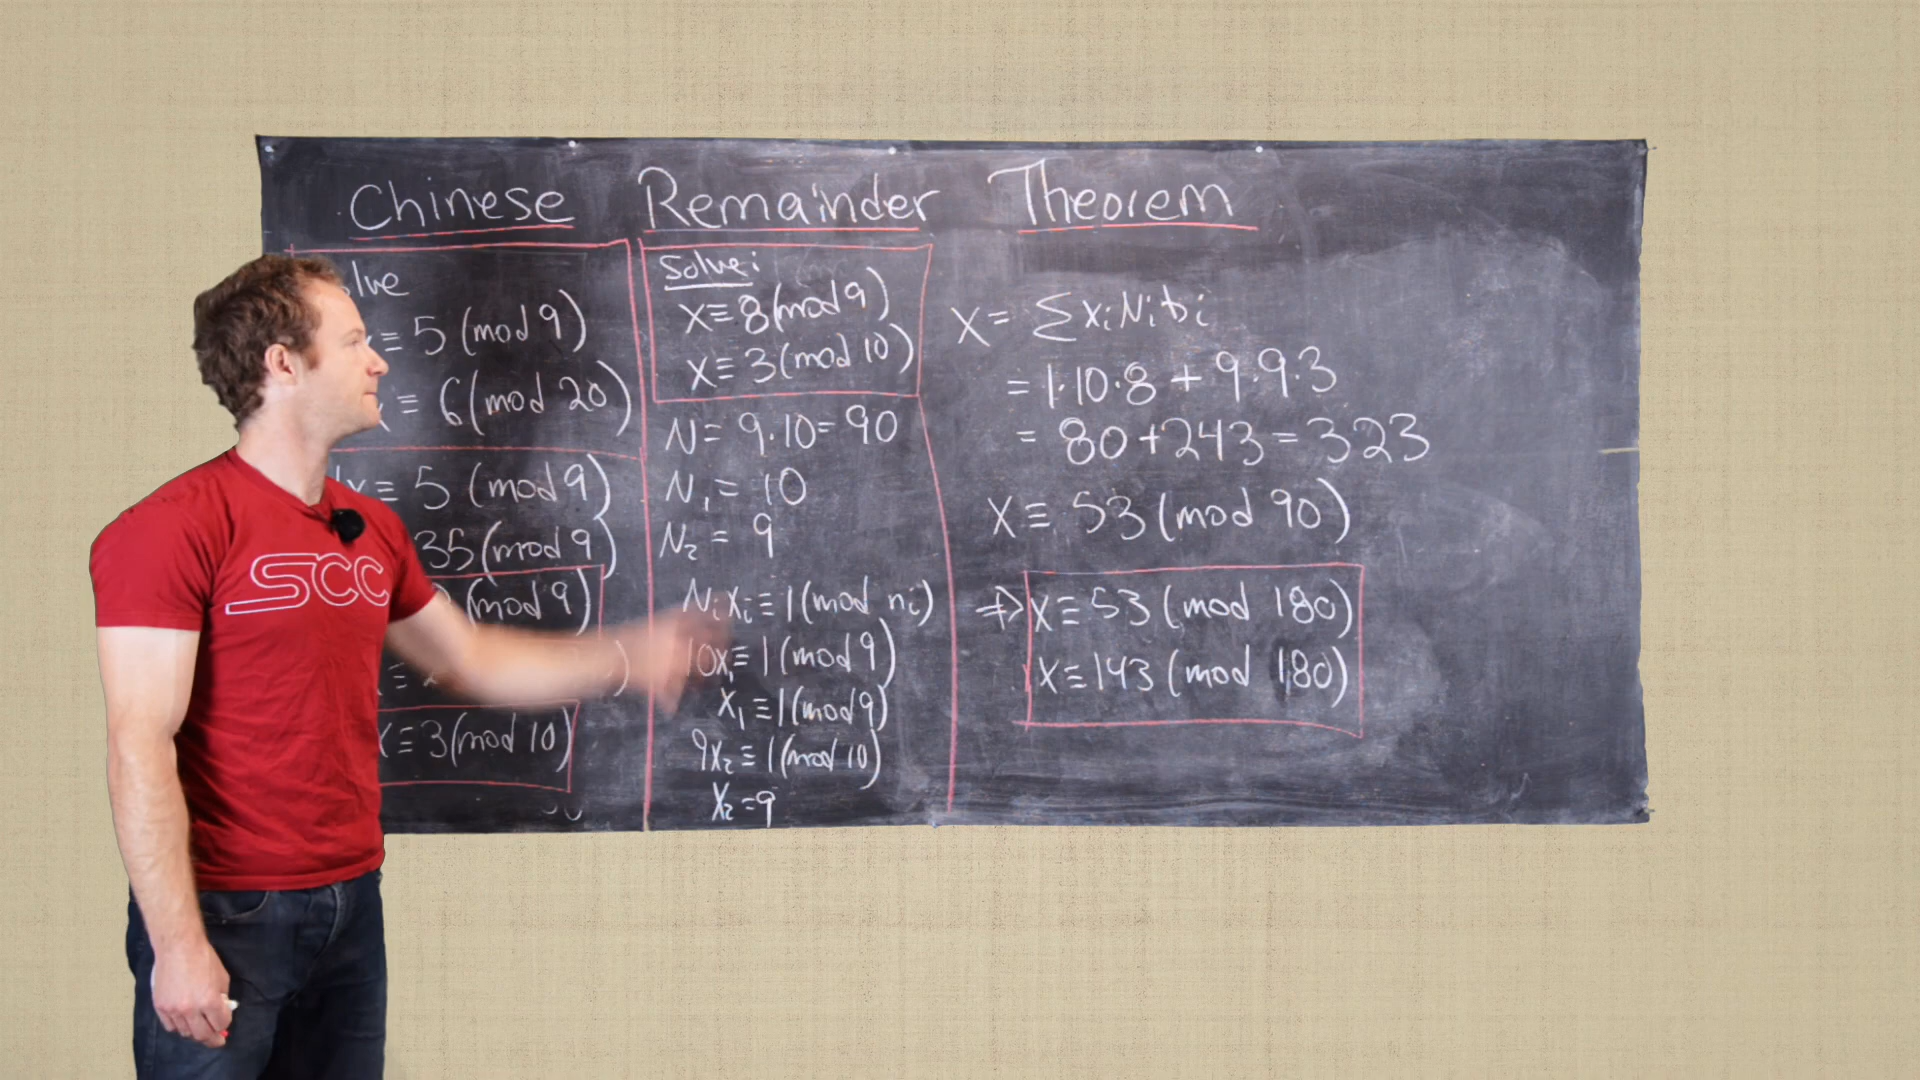 Chinese Remainder Theorem
lve
≡ 5 (mod 9)
≡ 6 (mod 20)
x ≡ 5 (mod 9)
35 (mod 9)
(mod 9)
≡ 2
x ≡ 3 (mod 10)
Solve:
x ≡ 8 (mod 9)
x ≡ 3 (mod 10)
N = 9·10 = 90
N₁ = 10
N₂ = 9
Nᵢxᵢ ≡ 1 (mod nᵢ)
10x₁ ≡ 1 (mod 9)
x₁ ≡ 1 (mod 9)
9x₂ ≡ 1 (mod 10)
x₂ = 9
x = ΣxᵢNᵢbᵢ
= 1·10·8 + 9·9·3
= 80 + 243 = 323
x ≡ 53 (mod 90)
⇒ x ≡ 53 (mod 180)
x ≡ 143 (mod 180)
SCC